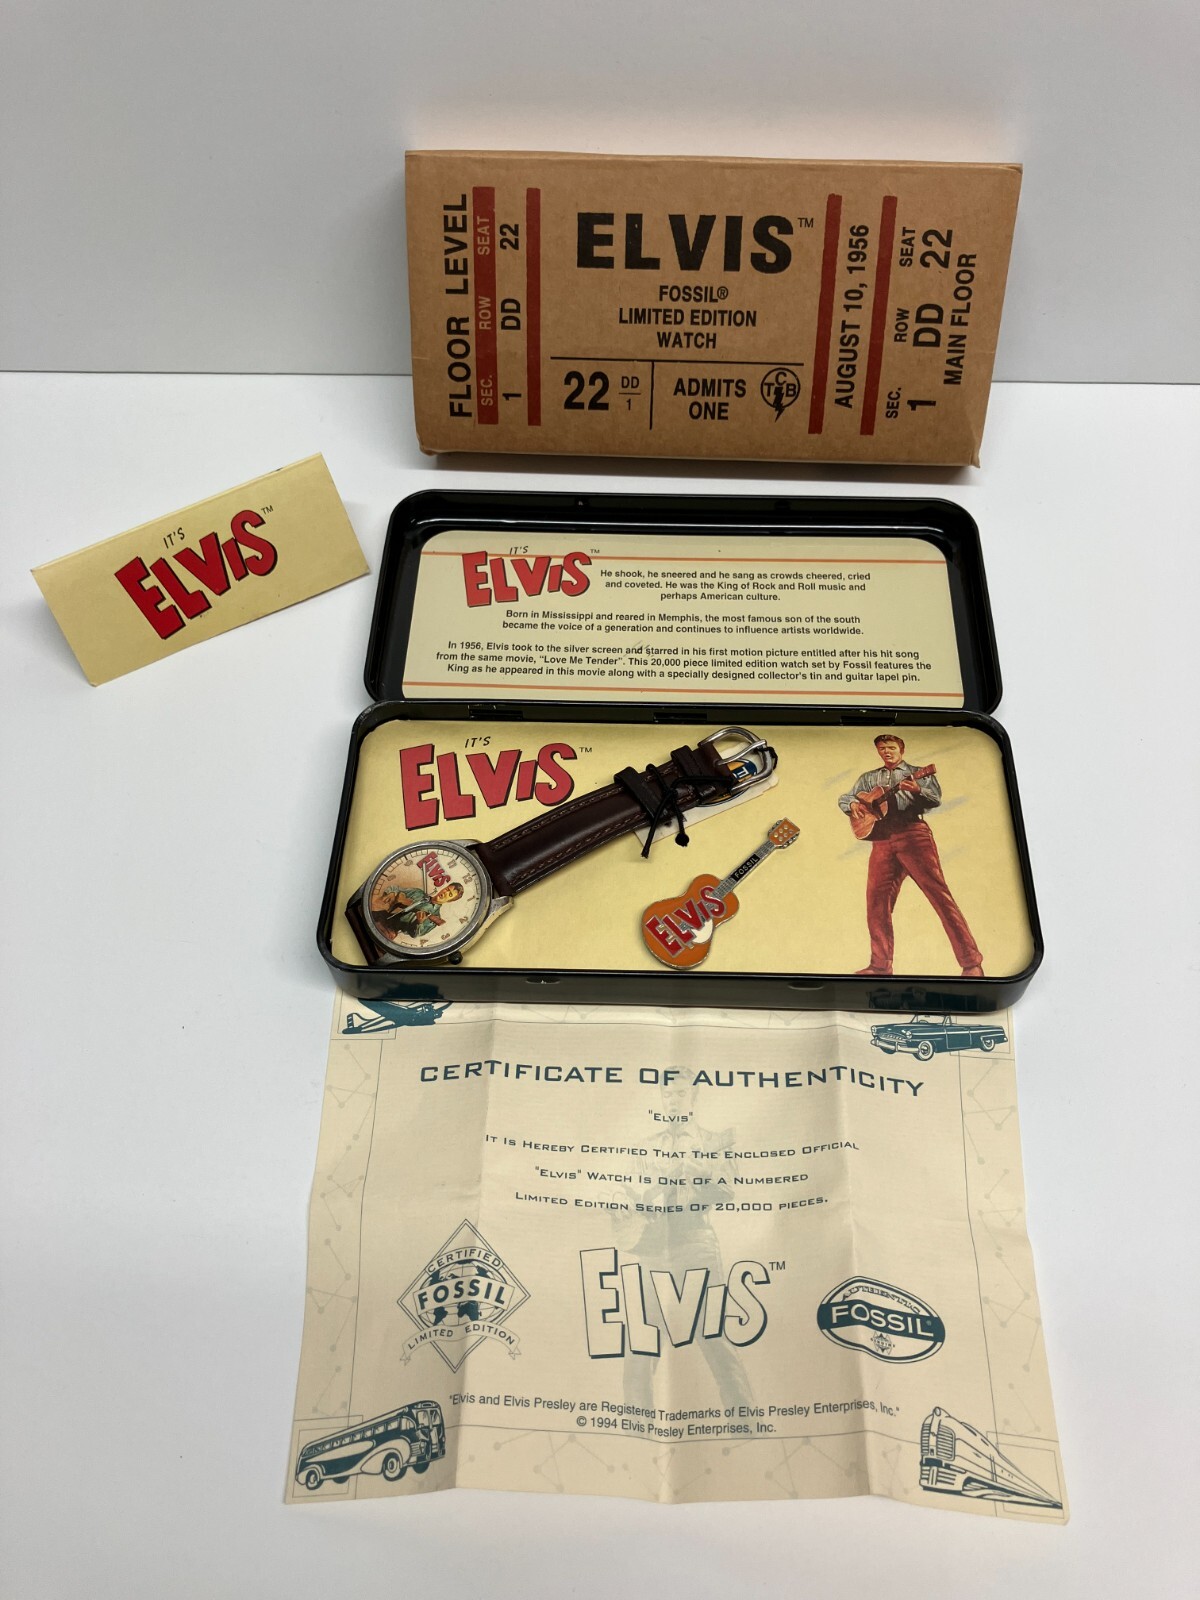 FLOOR LEVEL
SEC. ROW SEAT
1 DD 22
ELVIS™
FOSSIL®
LIMITED EDITION
WATCH
22 DD
1
ADMITS
ONE
TCB
AUGUST 10, 1956
SEC. ROW SEAT
1 DD 22
MAIN FLOOR
IT'S
ELVIS™
IT'S
ELVIS™
He shook, he sneered and he sang as crowds cheered, cried
and coveted. He was the King of Rock and Roll music and
perhaps American culture.
Born in Mississippi and reared in Memphis, the most famous son of the south
became the voice of a generation and continues to influence artists worldwide.
In 1956, Elvis took to the silver screen and starred in his first motion picture entitled after his hit song
from the same movie, "Love Me Tender". This 20,000 piece limited edition watch set by Fossil features the
King as he appeared in this movie along with a specially designed collector's tin and guitar lapel pin.
IT'S
ELVIS™
ELVIS
FOSSIL
ELVIS
CERTIFICATE OF AUTHENTICITY
"ELVIS"
IT IS HEREBY CERTIFIED THAT THE ENCLOSED OFFICIAL
"ELVIS" WATCH IS ONE OF A NUMBERED
LIMITED EDITION SERIES OF 20,000 PIECES.
CERTIFIED
FOSSIL
LIMITED EDITION
ELVIS™
AUTHENTIC
FOSSIL®
"Elvis and Elvis Presley are Registered Trademarks of Elvis Presley Enterprises, Inc."
© 1994 Elvis Presley Enterprises, Inc.